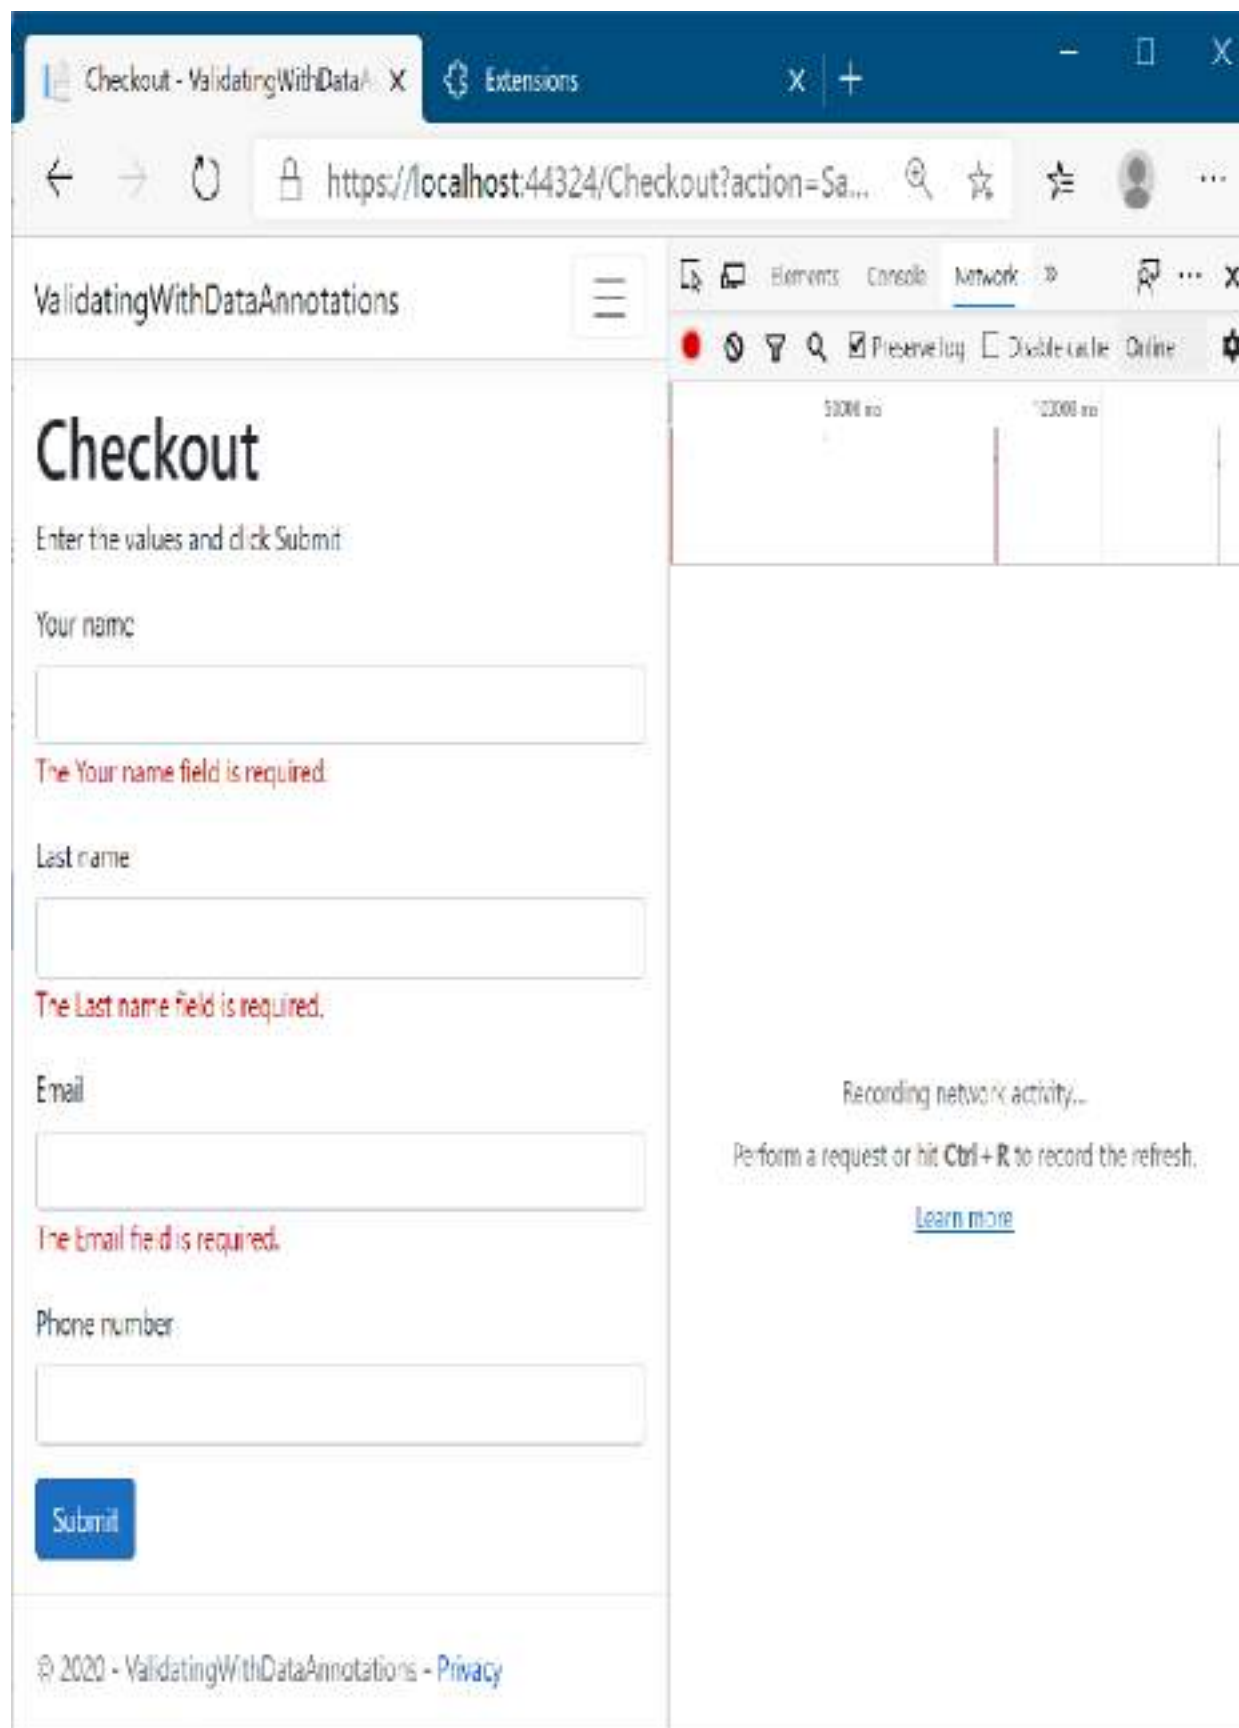 Checkout - ValidatingWithDataA
Extensions
https://localhost:44324/Checkout?action=Sa...
ValidatingWithDataAnnotations
Elements Console Network
Preserve log Disable cache Online
Checkout
Enter the values and click Submit
Your name
The Your name field is required.
Last name
The Last name field is required.
Email
The Email field is required.
Phone number
Submit
© 2020 - ValidatingWithDataAnnotations - Privacy
Recording network activity...
Perform a request or hit Ctrl + R to record the refresh.
Learn more